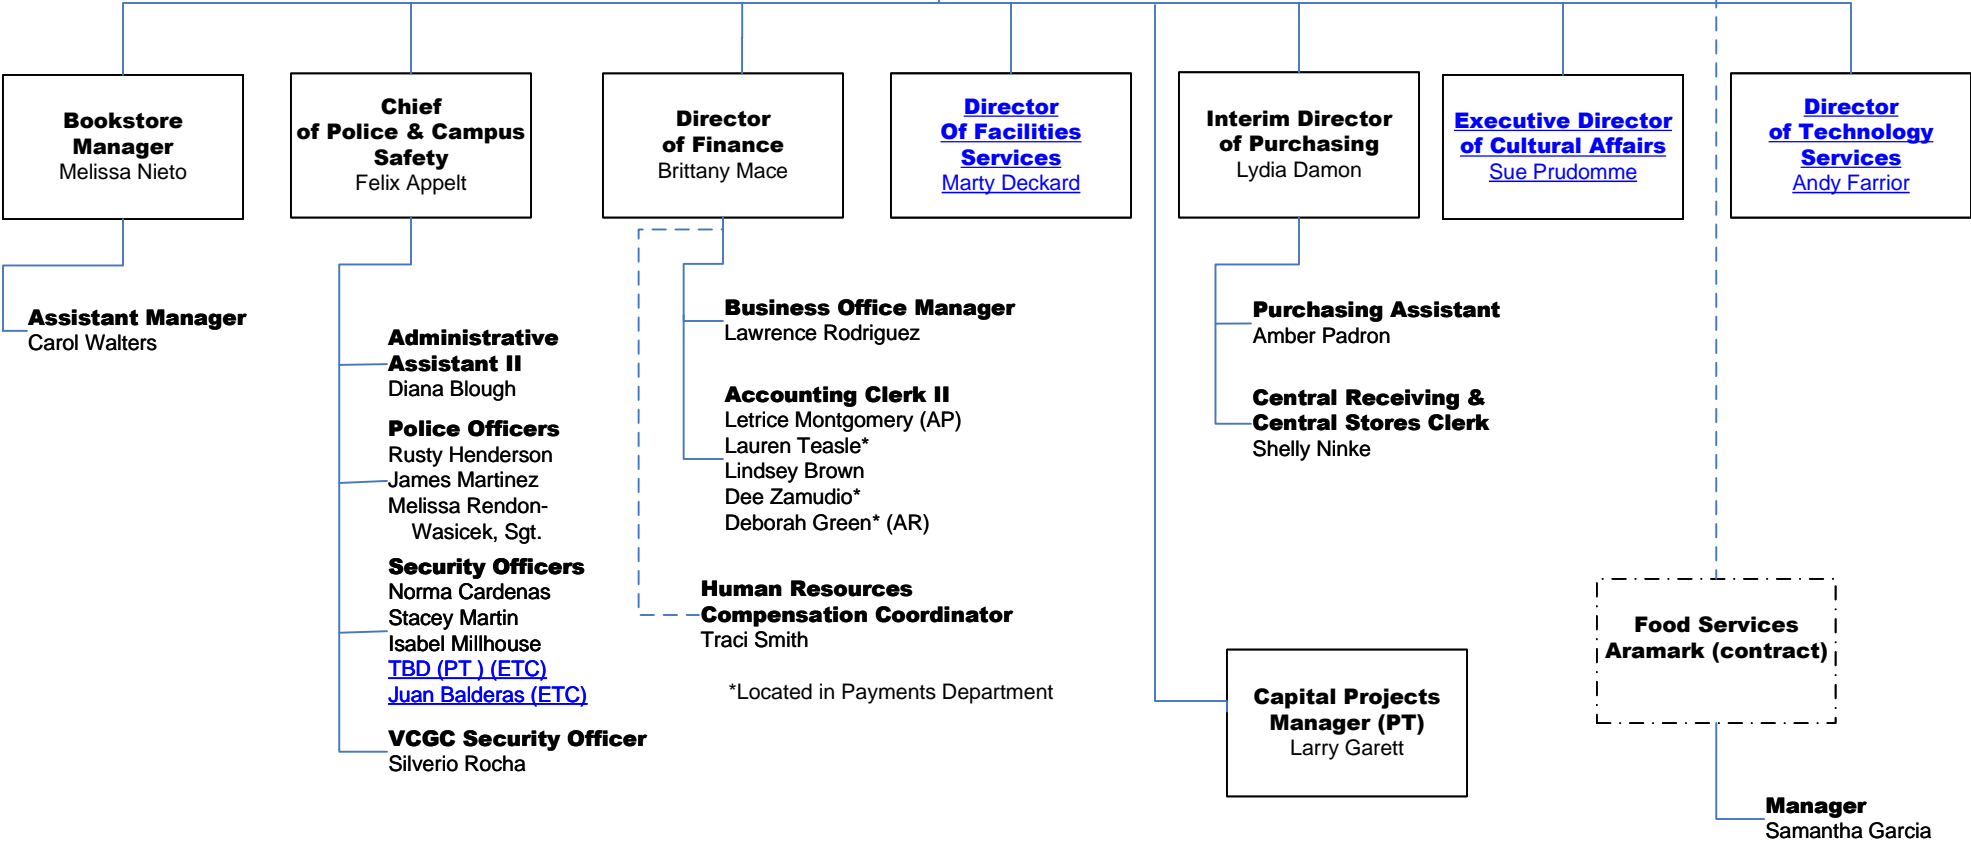 Bookstore
Manager
Melissa Nieto
Chief
of Police & Campus
Safety
Felix Appelt
Director
of Finance
Brittany Mace
Director
Of Facilities
Services
Marty Deckard
Interim Director
of Purchasing
Lydia Damon
Executive Director
of Cultural Affairs
Sue Prudomme
Director
of Technology
Services
Andy Farrior
Assistant Manager
Carol Walters
Administrative
Assistant II
Diana Blough
Police Officers
Rusty Henderson
James Martinez
Melissa Rendon-
Wasicek, Sgt.
Security Officers
Norma Cardenas
Stacey Martin
Isabel Millhouse
TBD (PT ) (ETC)
Juan Balderas (ETC)
VCGC Security Officer
Silverio Rocha
Business Office Manager
Lawrence Rodriguez
Accounting Clerk II
Letrice Montgomery (AP)
Lauren Teasle*
Lindsey Brown
Dee Zamudio*
Deborah Green* (AR)
Human Resources
Compensation Coordinator
Traci Smith
*Located in Payments Department
Purchasing Assistant
Amber Padron
Central Receiving &
Central Stores Clerk
Shelly Ninke
Capital Projects
Manager (PT)
Larry Garett
Food Services
Aramark (contract)
Manager
Samantha Garcia